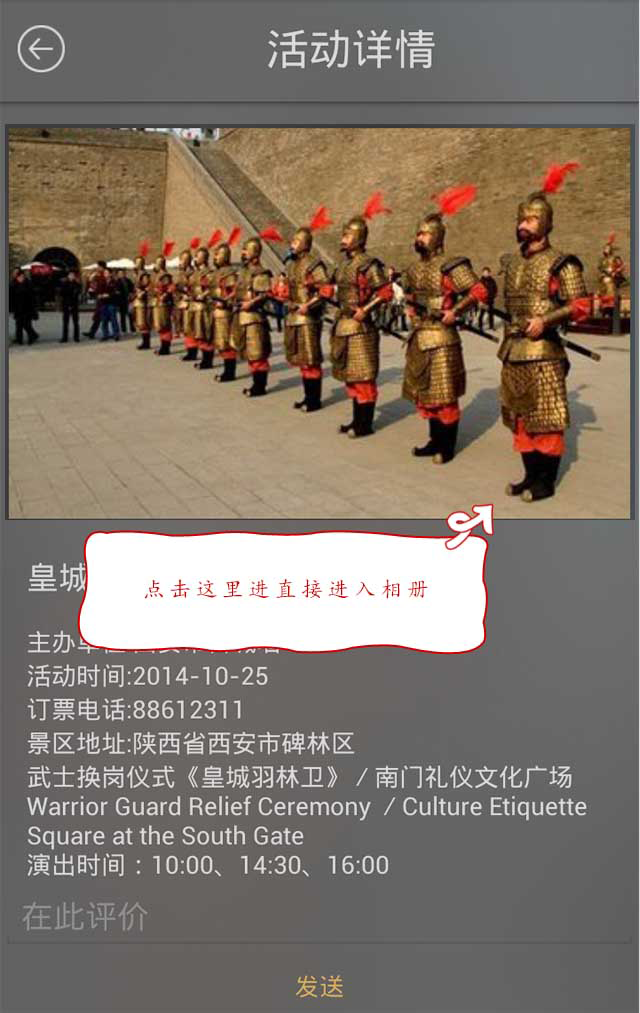 活动详情
点击这里进直接进入相册
皇城
主办
活动时间:2014-10-25
订票电话:88612311
景区地址:陕西省西安市碑林区
武士换岗仪式《皇城羽林卫》 / 南门礼仪文化广场
Warrior Guard Relief Ceremony / Culture Etiquette
Square at the South Gate
演出时间：10:00、14:30、16:00
在此评价
发送